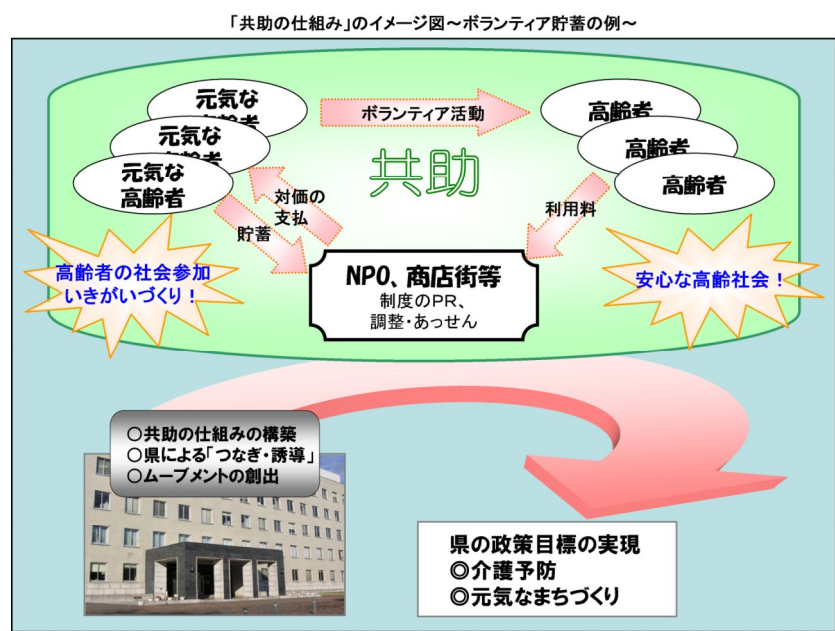 「共助の仕組み」のイメージ図～ボランティア貯蓄の例～
元気な
元気な
元気な
高齢者
ボランティア活動
高齢者
高齢者
高齢者
共助
対価の
支払
貯蓄
利用料
高齢者の社会参加
いきがいづくり！
NPO、商店街等
制度のPR、
調整・あっせん
安心な高齢社会！
○共助の仕組みの構築
○県による「つなぎ・誘導」
○ムーブメントの創出
県の政策目標の実現
◎介護予防
◎元気なまちづくり